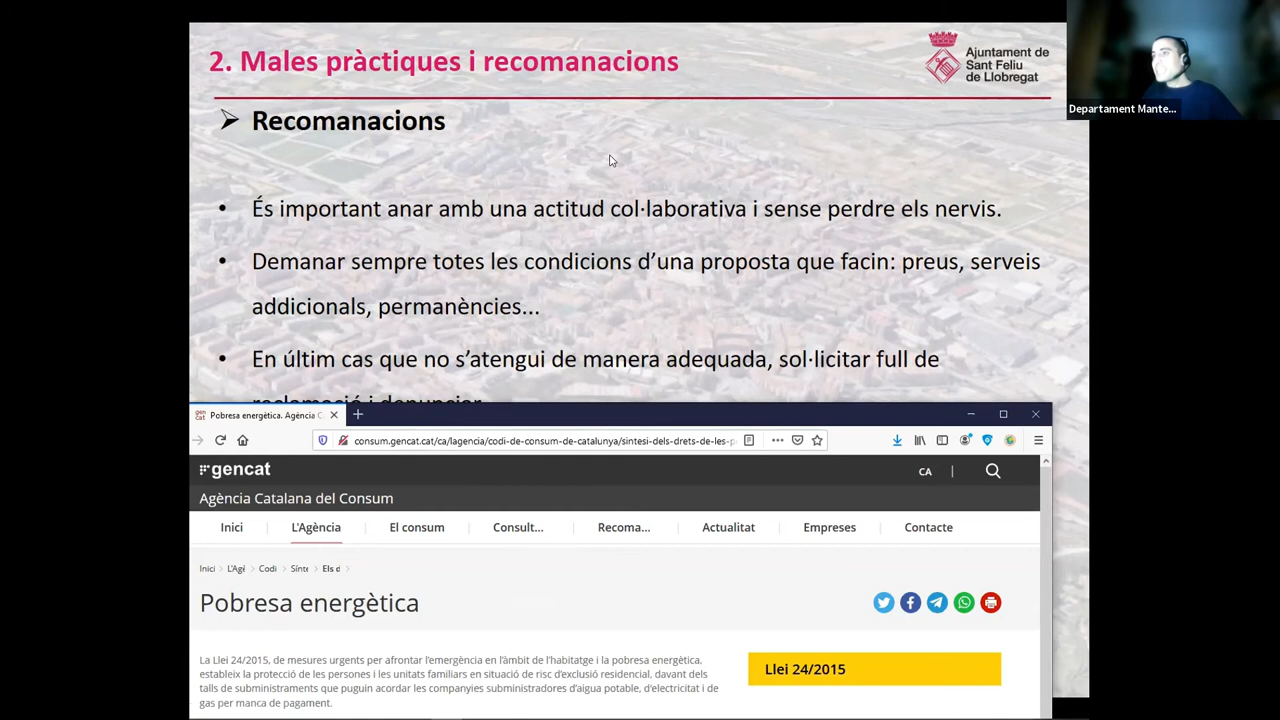 2. Males pràctiques i recomanacions
Ajuntament de
Sant Feliu
de Llobregat
Departament Mante...
Recomanacions
• És important anar amb una actitud col·laborativa i sense perdre els nervis.
• Demanar sempre totes les condicions d’una proposta que facin: preus, serveis
addicionals, permanències...
• En últim cas que no s’atengui de manera adequada, sol·licitar full de
reclamació i denunciar
Pobresa energètica. Agència C
consum.gencat.cat/ca/lagencia/codi-de-consum-de-catalunya/sintesi-dels-drets-de-les-p
gencat
CA
Agència Catalana del Consum
Inici L'Agència El consum Consult... Recoma... Actualitat Empreses Contacte
Inici > L'Agè > Codi > Sínte > Els d >
Pobresa energètica
La Llei 24/2015, de mesures urgents per afrontar l’emergència en l’àmbit de l’habitatge i la pobresa energètica,
estableix la protecció de les persones i les unitats familiars en situació de risc d’exclusió residencial, davant dels
talls de subministraments que puguin acordar les companyies subministradores d’aigua potable, d’electricitat i de
gas per manca de pagament.
Llei 24/2015